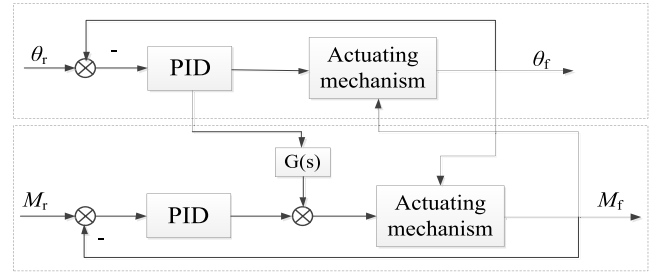 θr
-
PID
Actuating
mechanism
θf
G(s)
Mr
-
PID
Actuating
mechanism
Mf